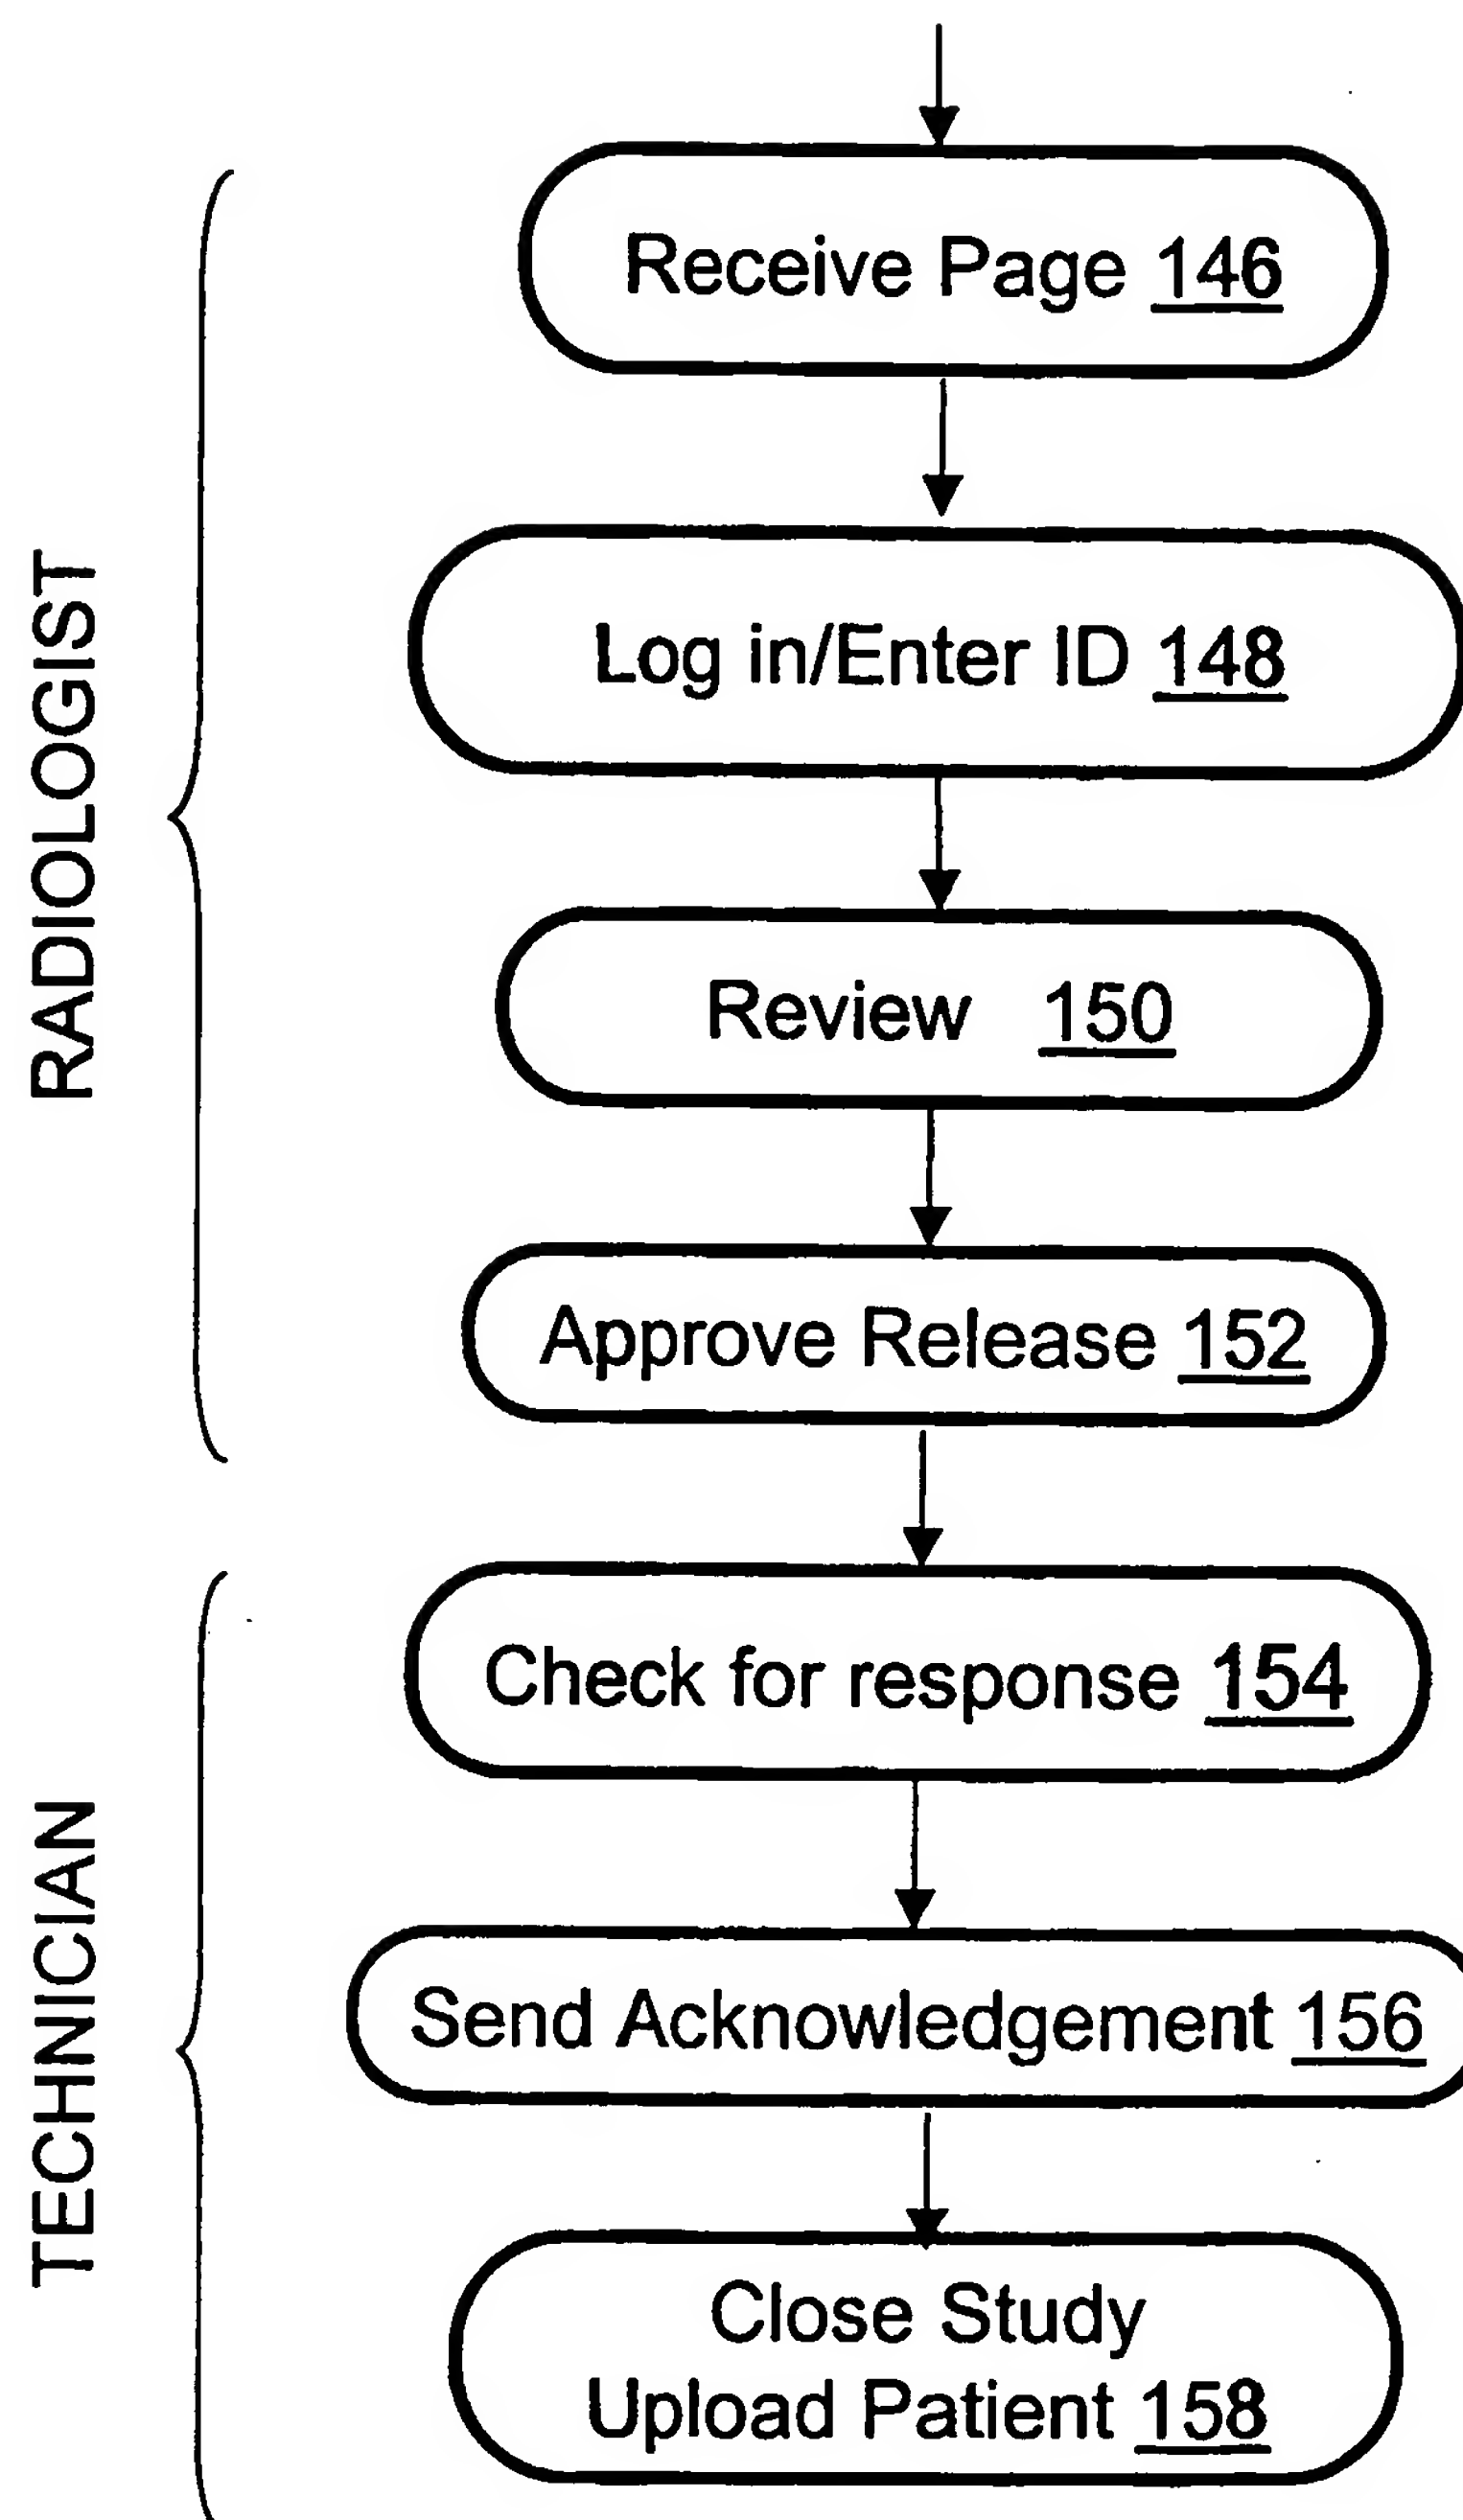 RADIOLOGIST
Receive Page 146
Log in/Enter ID 148
Review 150
Approve Release 152
TECHNICIAN
Check for response 154
Send Acknowledgement 156
Close Study
Upload Patient 158